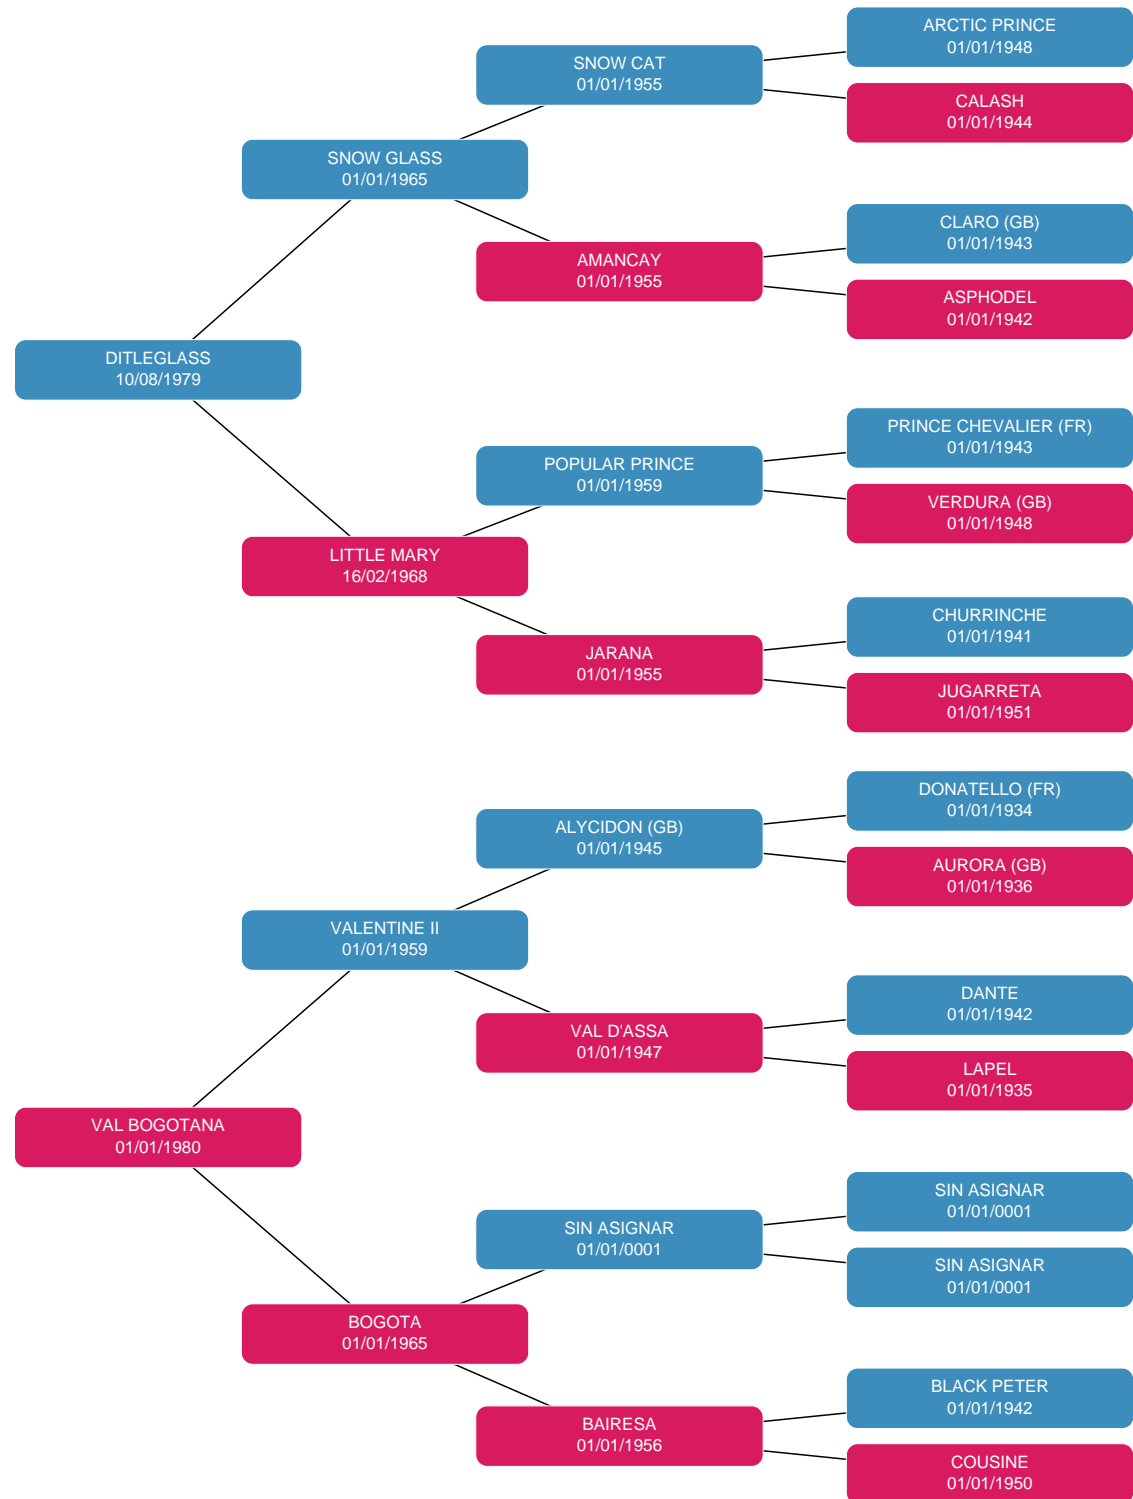 ARCTIC PRINCE
01/01/1948
SNOW CAT
01/01/1955
CALASH
01/01/1944
SNOW GLASS
01/01/1965
CLARO (GB)
01/01/1943
AMANCAY
01/01/1955
ASPHODEL
01/01/1942
DITLEGLASS
10/08/1979
PRINCE CHEVALIER (FR)
01/01/1943
POPULAR PRINCE
01/01/1959
VERDURA (GB)
01/01/1948
LITTLE MARY
16/02/1968
CHURRINCHE
01/01/1941
JARANA
01/01/1955
JUGARRETA
01/01/1951
DONATELLO (FR)
01/01/1934
ALYCIDON (GB)
01/01/1945
AURORA (GB)
01/01/1936
VALENTINE II
01/01/1959
DANTE
01/01/1942
VAL D'ASSA
01/01/1947
LAPEL
01/01/1935
VAL BOGOTANA
01/01/1980
SIN ASIGNAR
01/01/0001
SIN ASIGNAR
01/01/0001
SIN ASIGNAR
01/01/0001
BOGOTA
01/01/1965
BLACK PETER
01/01/1942
BAIRESA
01/01/1956
COUSINE
01/01/1950